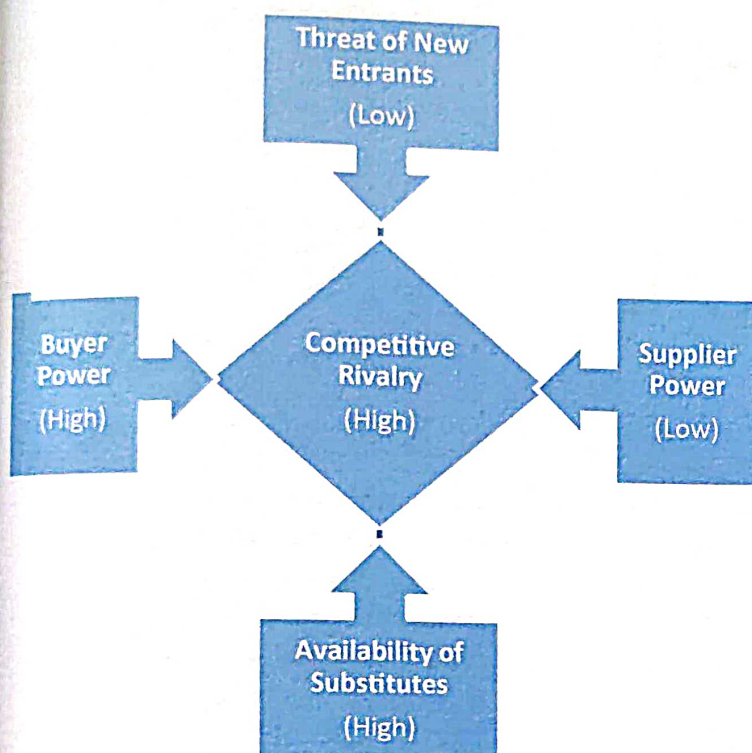 Threat of New
Entrants
(Low)
Buyer
Power
(High)
Competitive
Rivalry
(High)
Supplier
Power
(Low)
Availability of
Substitutes
(High)